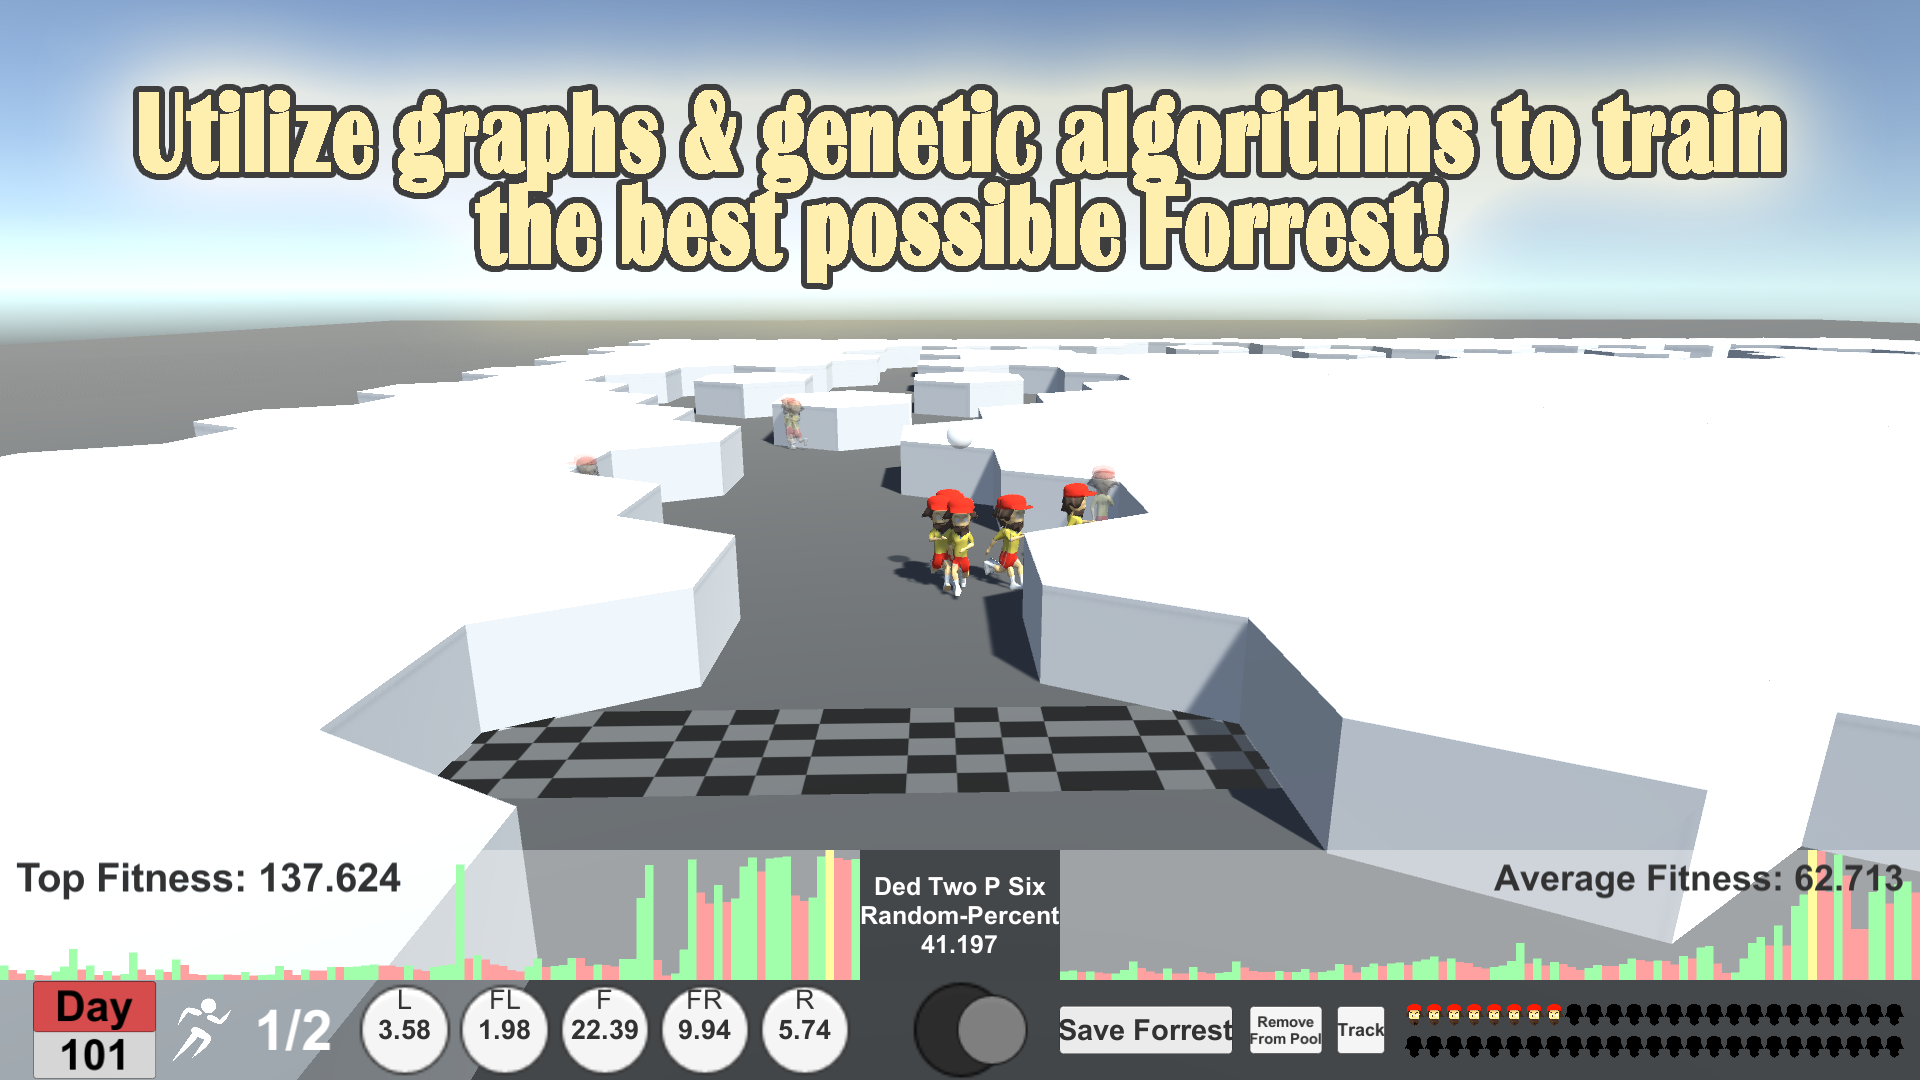 Utilize graphs & genetic algorithms to train
the best possible Forrest!
Top Fitness: 137.624
Ded Two P Six
Random-Percent
41.197
Average Fitness: 62.713
Day
101
1/2
L
3.58
FL
1.98
F
22.39
FR
9.94
R
5.74
Save Forrest
Remove
From Pool
Track